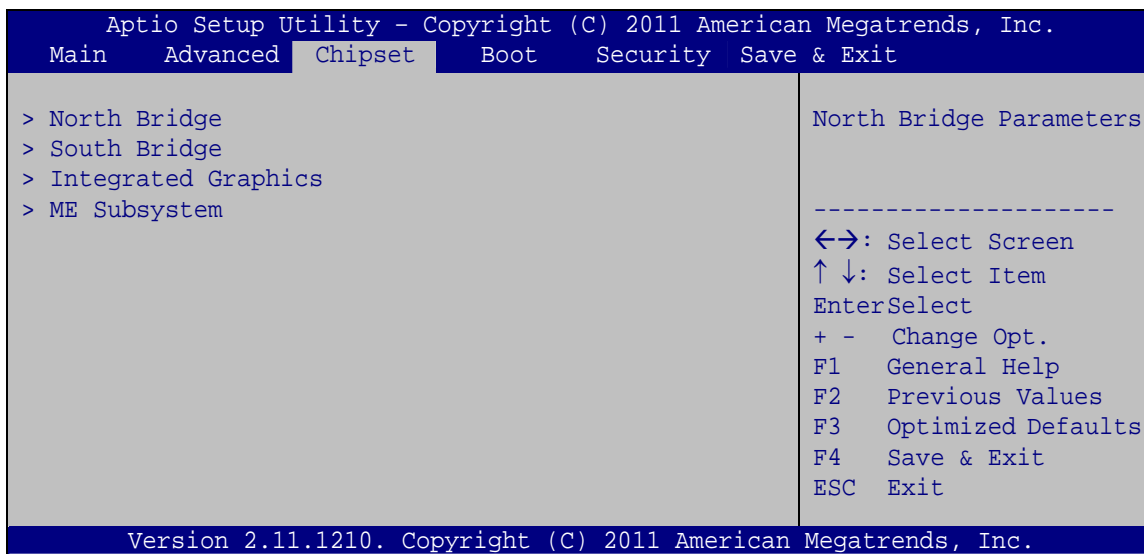 Aptio Setup Utility – Copyright (C) 2011 American Megatrends, Inc.
Main Advanced Chipset Boot Security Save & Exit
> North Bridge
> South Bridge
> Integrated Graphics
> ME Subsystem
North Bridge Parameters
---------------------
←→: Select Screen
↑ ↓: Select Item
EnterSelect
+ - Change Opt.
F1 General Help
F2 Previous Values
F3 Optimized Defaults
F4 Save & Exit
ESC Exit
Version 2.11.1210. Copyright (C) 2011 American Megatrends, Inc.